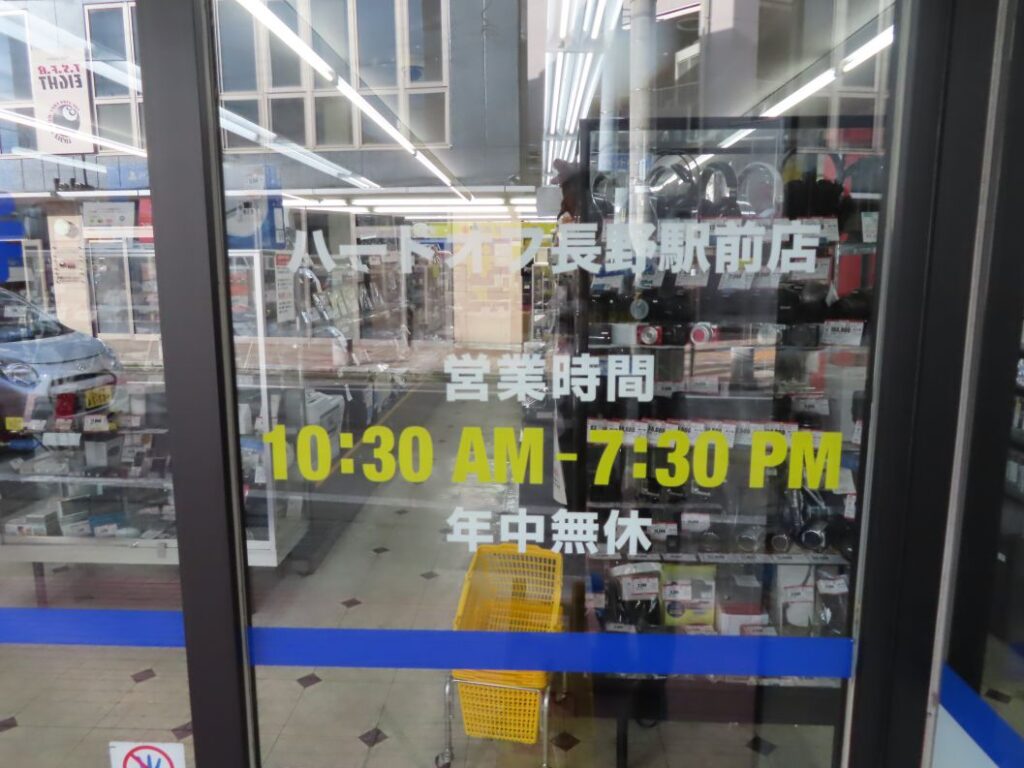 T.S.F.B
EIGHT
ハードオフ長野駅前店
営業時間
10:30 AM - 7:30 PM
年中無休